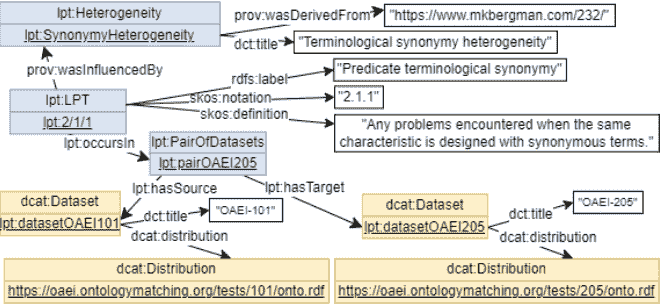 lpt:Heterogeneity
lpt:SynonymyHeterogeneity
prov:wasDerivedFrom
"https://www.mkbergman.com/232/"
dct:title
"Terminological synonymy heterogeneity"
prov:wasInfluencedBy
rdfs:label
"Predicate terminological synonymy"
lpt:LPT
lpt:2/1/1
skos:notation
"2.1.1"
skos:definition
"Any problems encountered when the same
characteristic is designed with synonymous terms."
lpt:occursIn
lpt:PairOfDatasets
lpt:pairOAEI205
lpt:hasSource
lpt:hasTarget
dcat:Dataset
lpt:datasetOAEI101
dct:title
"OAEI-101"
dcat:distribution
dcat:Dataset
lpt:datasetOAEI205
dct:title
"OAEI-205"
dcat:distribution
dcat:Distribution
https://oaei.ontologymatching.org/tests/101/onto.rdf
dcat:Distribution
https://oaei.ontologymatching.org/tests/205/onto.rdf